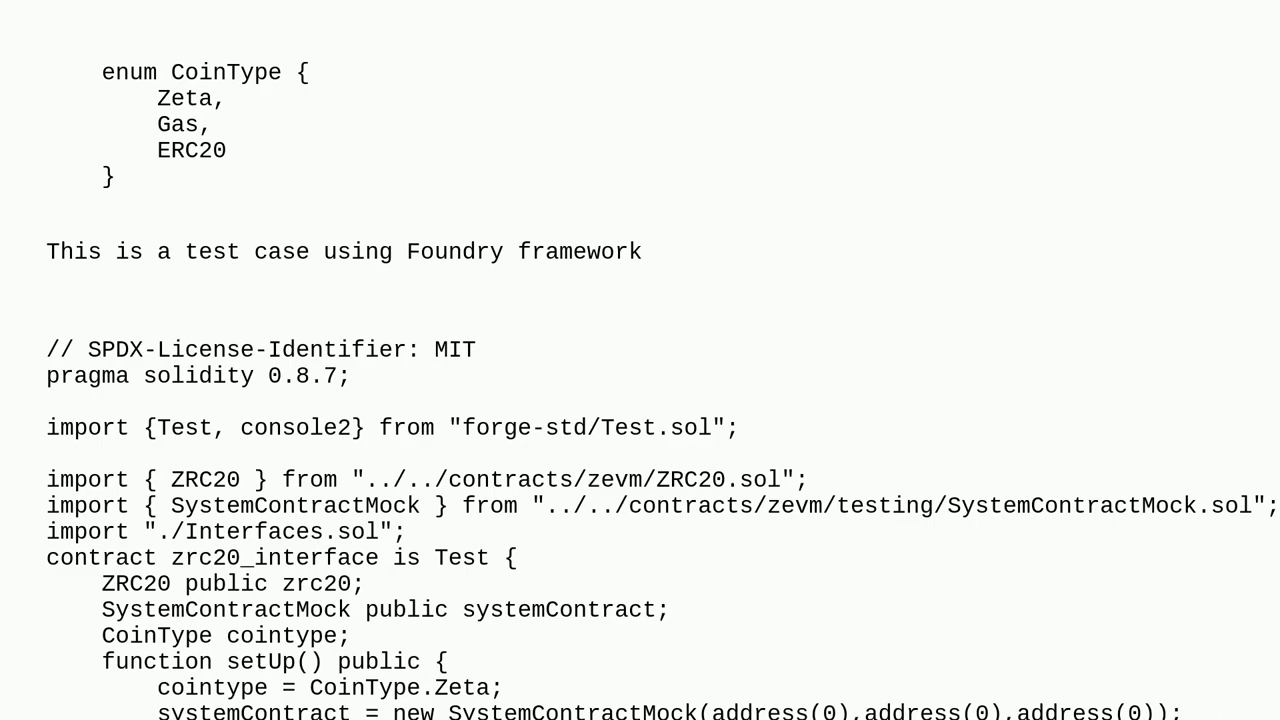 enum CoinType {
Zeta,
Gas,
ERC20
}
This is a test case using Foundry framework
// SPDX-License-Identifier: MIT
pragma solidity 0.8.7;
import {Test, console2} from "forge-std/Test.sol";
import { ZRC20 } from "../../contracts/zevm/ZRC20.sol";
import { SystemContractMock } from "../../contracts/zevm/testing/SystemContractMock.sol";
import "./Interfaces.sol";
contract zrc20_interface is Test {
ZRC20 public zrc20;
SystemContractMock public systemContract;
CoinType cointype;
function setUp() public {
cointype = CoinType.Zeta;
systemContract = new SystemContractMock(address(0),address(0),address(0));